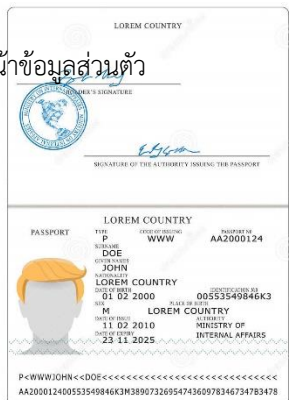 LOREM COUNTRY
น้าข้อมูลส่วนตัว
HOLDER'S SIGNATURE
SIGNATURE OF THE AUTHORITY ISSUING THE PASSPORT
LOREM COUNTRY
PASSPORT
TYPE CODE OF ISSUING PASSPORT №
P WWW AA2000124
SURNAME
DOE
GIVEN NAMES
JOHN
NATIONALITY
LOREM COUNTRY
DATE OF BIRTH IDENTIFICATION №
01 02 2000 00553549846K3
SEX PLACE OF BIRTH
M LOREM COUNTRY
DATE OF ISSUE AUTHORITY
11 02 2010 MINISTRY OF
DATE OF EXPIRY INTERNAL AFFAIRS
23 11 2025
P<WWWJOHN<<DOE<<<<<<<<<<<<<<<<<<<<<<<<<<<<<
AA200012400553549846K3M38907326954743609783467347B3478